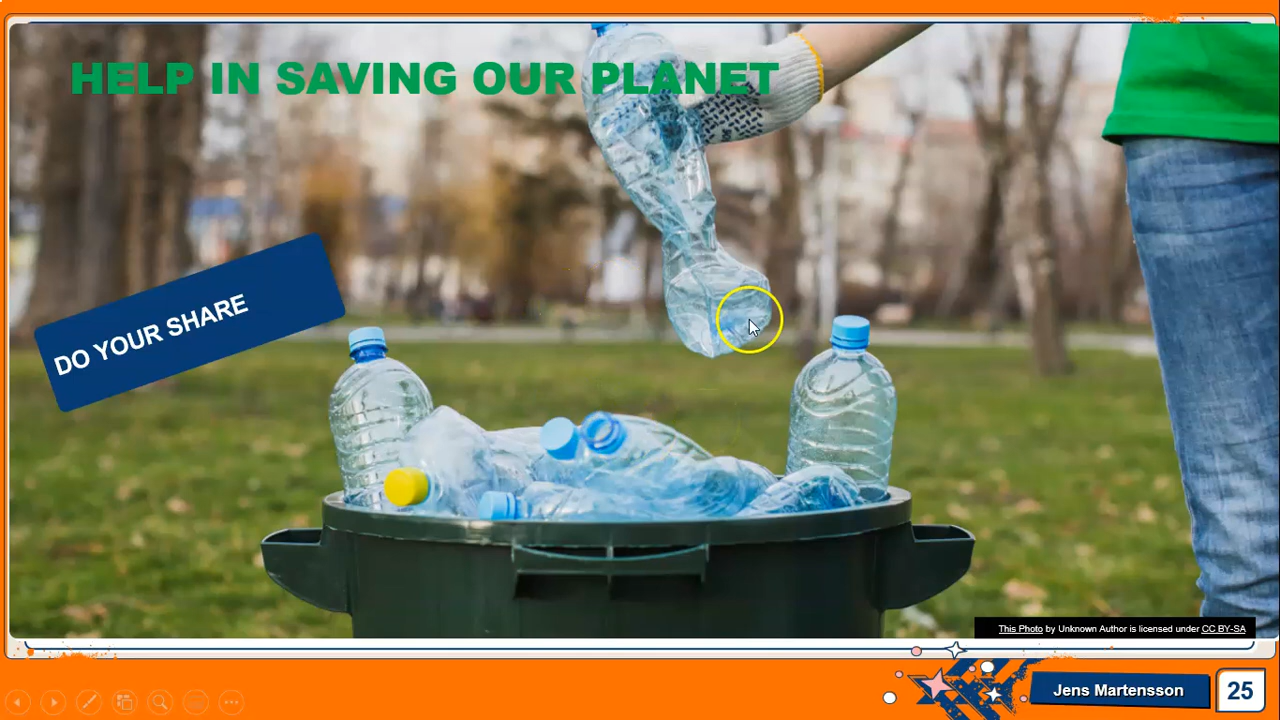 HELP IN SAVING OUR PLANET
DO YOUR SHARE
This Photo by Unknown Author is licensed under CC BY-SA
Jens Martensson
25